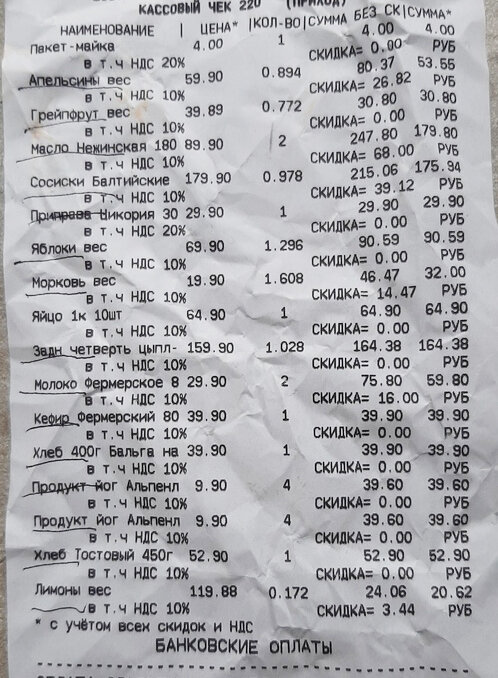 КАССОВЫЙ ЧЕК 220 (ПРИХОД)
НАИМЕНОВАНИЕ | ЦЕНА* |КОЛ-ВО|СУММА БЕЗ СК|СУММА*
Пакет-майка 4.00 1 4.00 4.00
в т.ч НДС 20% СКИДКА= 0.00 РУБ
Апельсины вес 59.90 0.894 80.37 53.55
в т.ч НДС 10% СКИДКА= 26.82 РУБ
Грейпфрут вес 39.89 0.772 30.80 30.80
в т.ч НДС 10% СКИДКА= 0.00 РУБ
Масло Нежинская 180 89.90 2 247.80 179.80
в т.ч НДС 10% СКИДКА= 68.00 РУБ
Сосиски Балтийские 179.90 0.978 215.06 175.94
в т.ч НДС 10% СКИДКА= 39.12 РУБ
Приправа Цикория 30 29.90 1 29.90 29.90
в т.ч НДС 20% СКИДКА= 0.00 РУБ
Яблоки вес 69.90 1.296 90.59 90.59
в т.ч НДС 10% СКИДКА= 0.00 РУБ
Морковь вес 19.90 1.608 46.47 32.00
в т.ч НДС 10% СКИДКА= 14.47 РУБ
Яйцо 1к 10шт 64.90 1 64.90 64.90
в т.ч НДС 10% СКИДКА= 0.00 РУБ
Задн четверть цыпл- 159.90 1.028 164.38 164.38
в т.ч НДС 10% СКИДКА= 0.00 РУБ
Молоко Фермерское 8 29.90 2 75.80 59.80
в т.ч НДС 10% СКИДКА= 16.00 РУБ
Кефир Фермерский 80 39.90 1 39.90 39.90
в т.ч НДС 10% СКИДКА= 0.00 РУБ
Хлеб 400г Бальга на 39.90 1 39.90 39.90
в т.ч НДС 10% СКИДКА= 0.00 РУБ
Продукт йог Альпенл 9.90 4 39.60 39.60
в т.ч НДС 10% СКИДКА= 0.00 РУБ
Продукт йог Альпенл 9.90 4 39.60 39.60
в т.ч НДС 10% СКИДКА= 0.00 РУБ
Хлеб Тостовый 450г 52.90 1 52.90 52.90
в т.ч НДС 10% СКИДКА= 0.00 РУБ
Лимоны вес 119.88 0.172 24.06 20.62
в т.ч НДС 10% СКИДКА= 3.44 РУБ
* с учётом всех скидок и НДС
БАНКОВСКИЕ ОПЛАТЫ